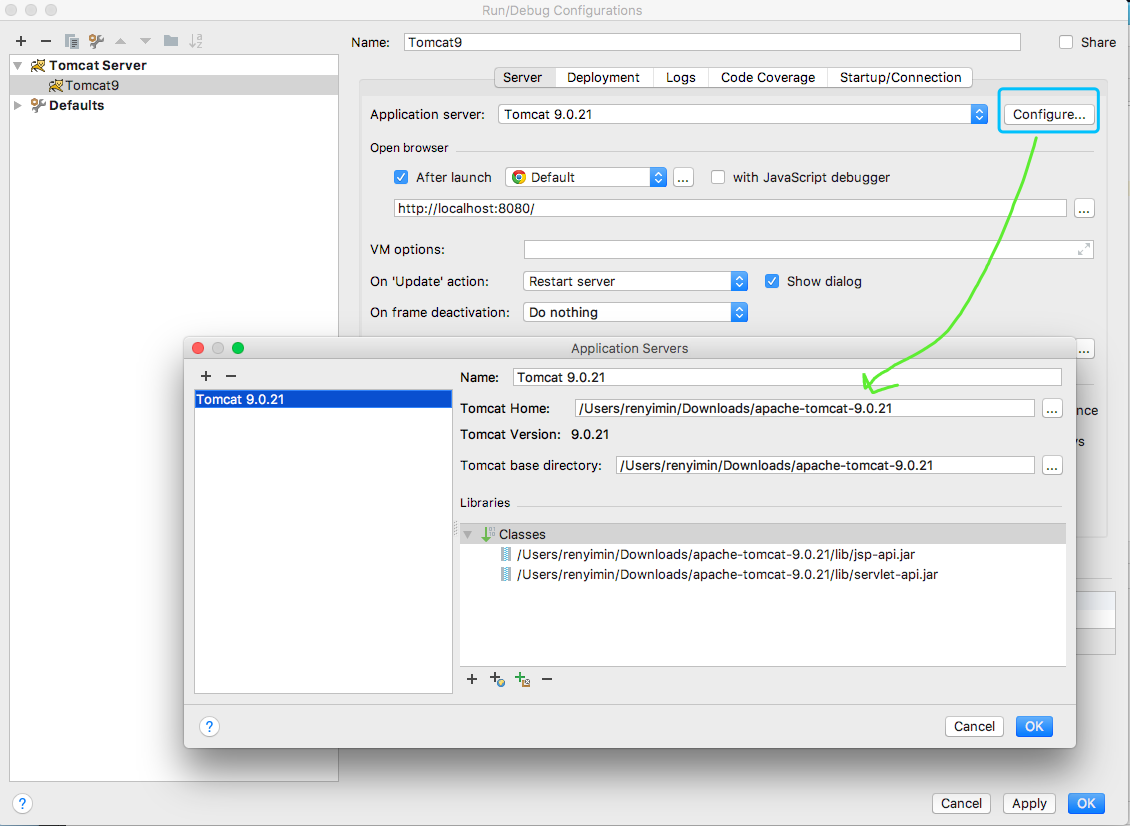 Run/Debug Configurations
Name: Tomcat9 Share
Tomcat Server
Tomcat9
Defaults
Server Deployment Logs Code Coverage Startup/Connection
Application server: Tomcat 9.0.21 Configure...
Open browser
After launch Default ... with JavaScript debugger
http://localhost:8080/ ...
VM options:
On 'Update' action: Restart server Show dialog
On frame deactivation: Do nothing
...
nce
Application Servers
Tomcat 9.0.21
Name: Tomcat 9.0.21
Tomcat Home: /Users/renyimin/Downloads/apache-tomcat-9.0.21 ...
Tomcat Version: 9.0.21
Tomcat base directory: /Users/renyimin/Downloads/apache-tomcat-9.0.21 ...
Libraries
Classes
/Users/renyimin/Downloads/apache-tomcat-9.0.21/lib/jsp-api.jar
/Users/renyimin/Downloads/apache-tomcat-9.0.21/lib/servlet-api.jar
? Cancel OK
? Cancel Apply OK